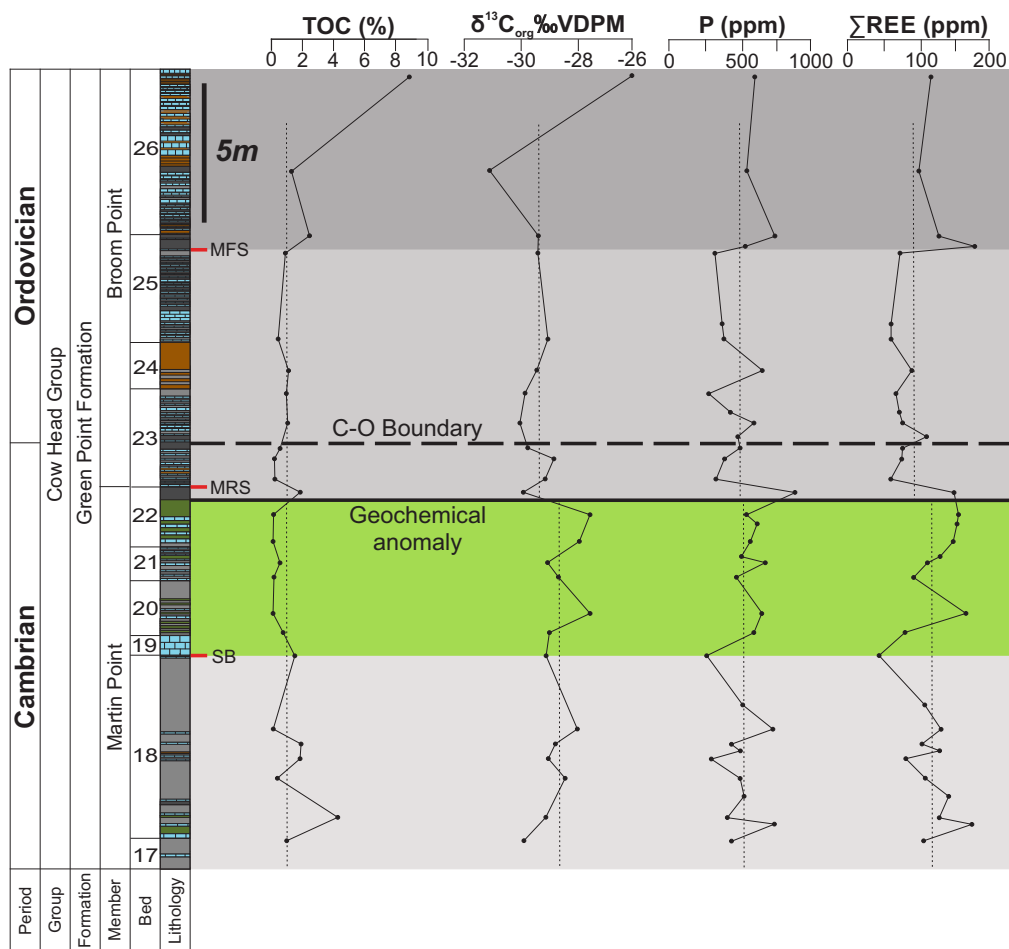 TOC (%)
δ¹³Corg‰VDPM
P (ppm)
∑REE (ppm)
0 2 4 6 8 10
-32 -30 -28 -26
0 500 1000
0 100 200
Ordovician
Cambrian
Cow Head Group
Green Point Formation
Broom Point
Martin Point
26
25
24
23
22
21
20
19
18
17
5m
MFS
C-O Boundary
MRS
Geochemical
anomaly
SB
Period
Group
Formation
Member
Bed
Lithology